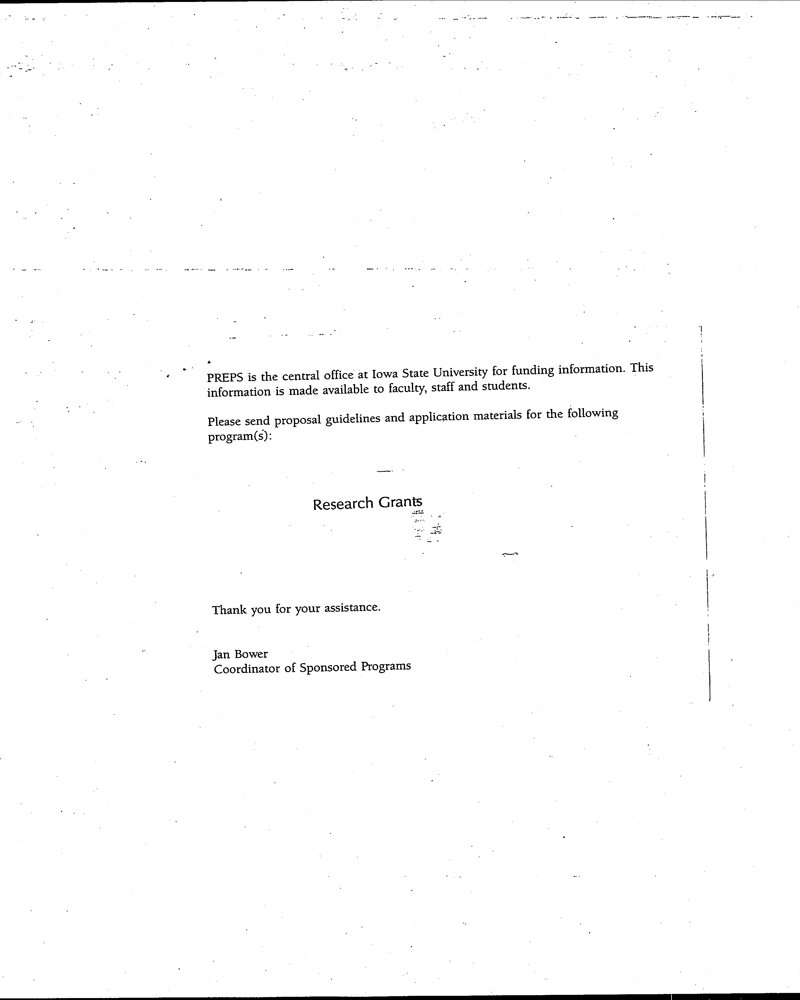 PREPS is the central office at Iowa State University for funding information. This
information is made available to faculty, staff and students.
Please send proposal guidelines and application materials for the following
program(s):
Research Grants
Thank you for your assistance.
Jan Bower
Coordinator of Sponsored Programs